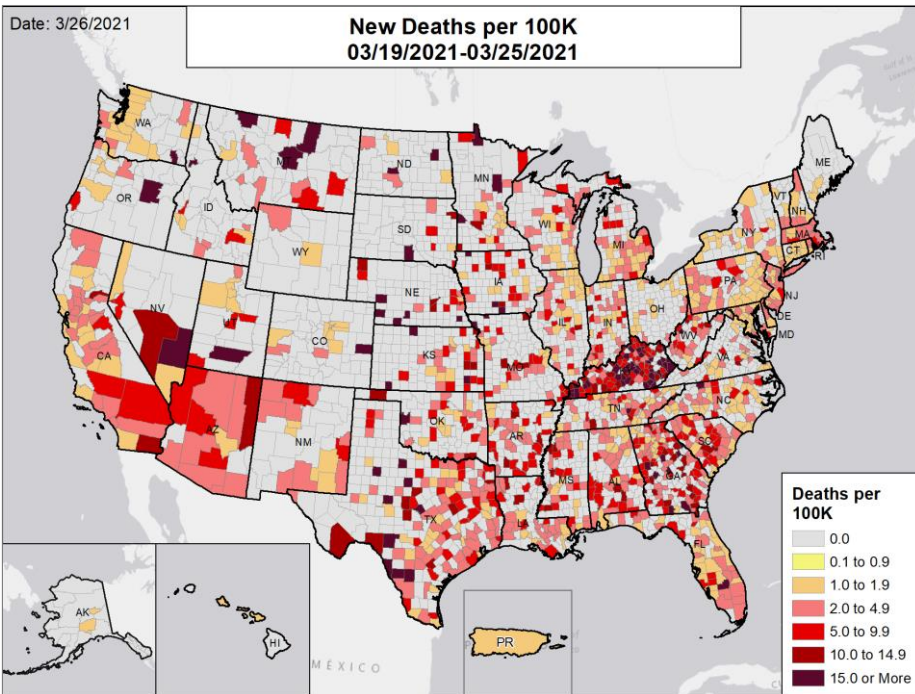 Date: 3/26/2021
New Deaths per 100K
03/19/2021-03/25/2021
WA
MT
ND
MN
ME
OR
ID
SD
WI
MI
VT
NH
NY
MA
CT
RI
WY
IA
PA
NJ
NE
NV
UT
CO
IL
IN
OH
DE
MD
WV
VA
CA
KS
MO
NC
TN
AZ
NM
OK
AR
SC
MS
AL
GA
TX
LA
FL
AK
HI
PR
MÉXICO
Deaths per
100K
0.0
0.1 to 0.9
1.0 to 1.9
2.0 to 4.9
5.0 to 9.9
10.0 to 14.9
15.0 or More